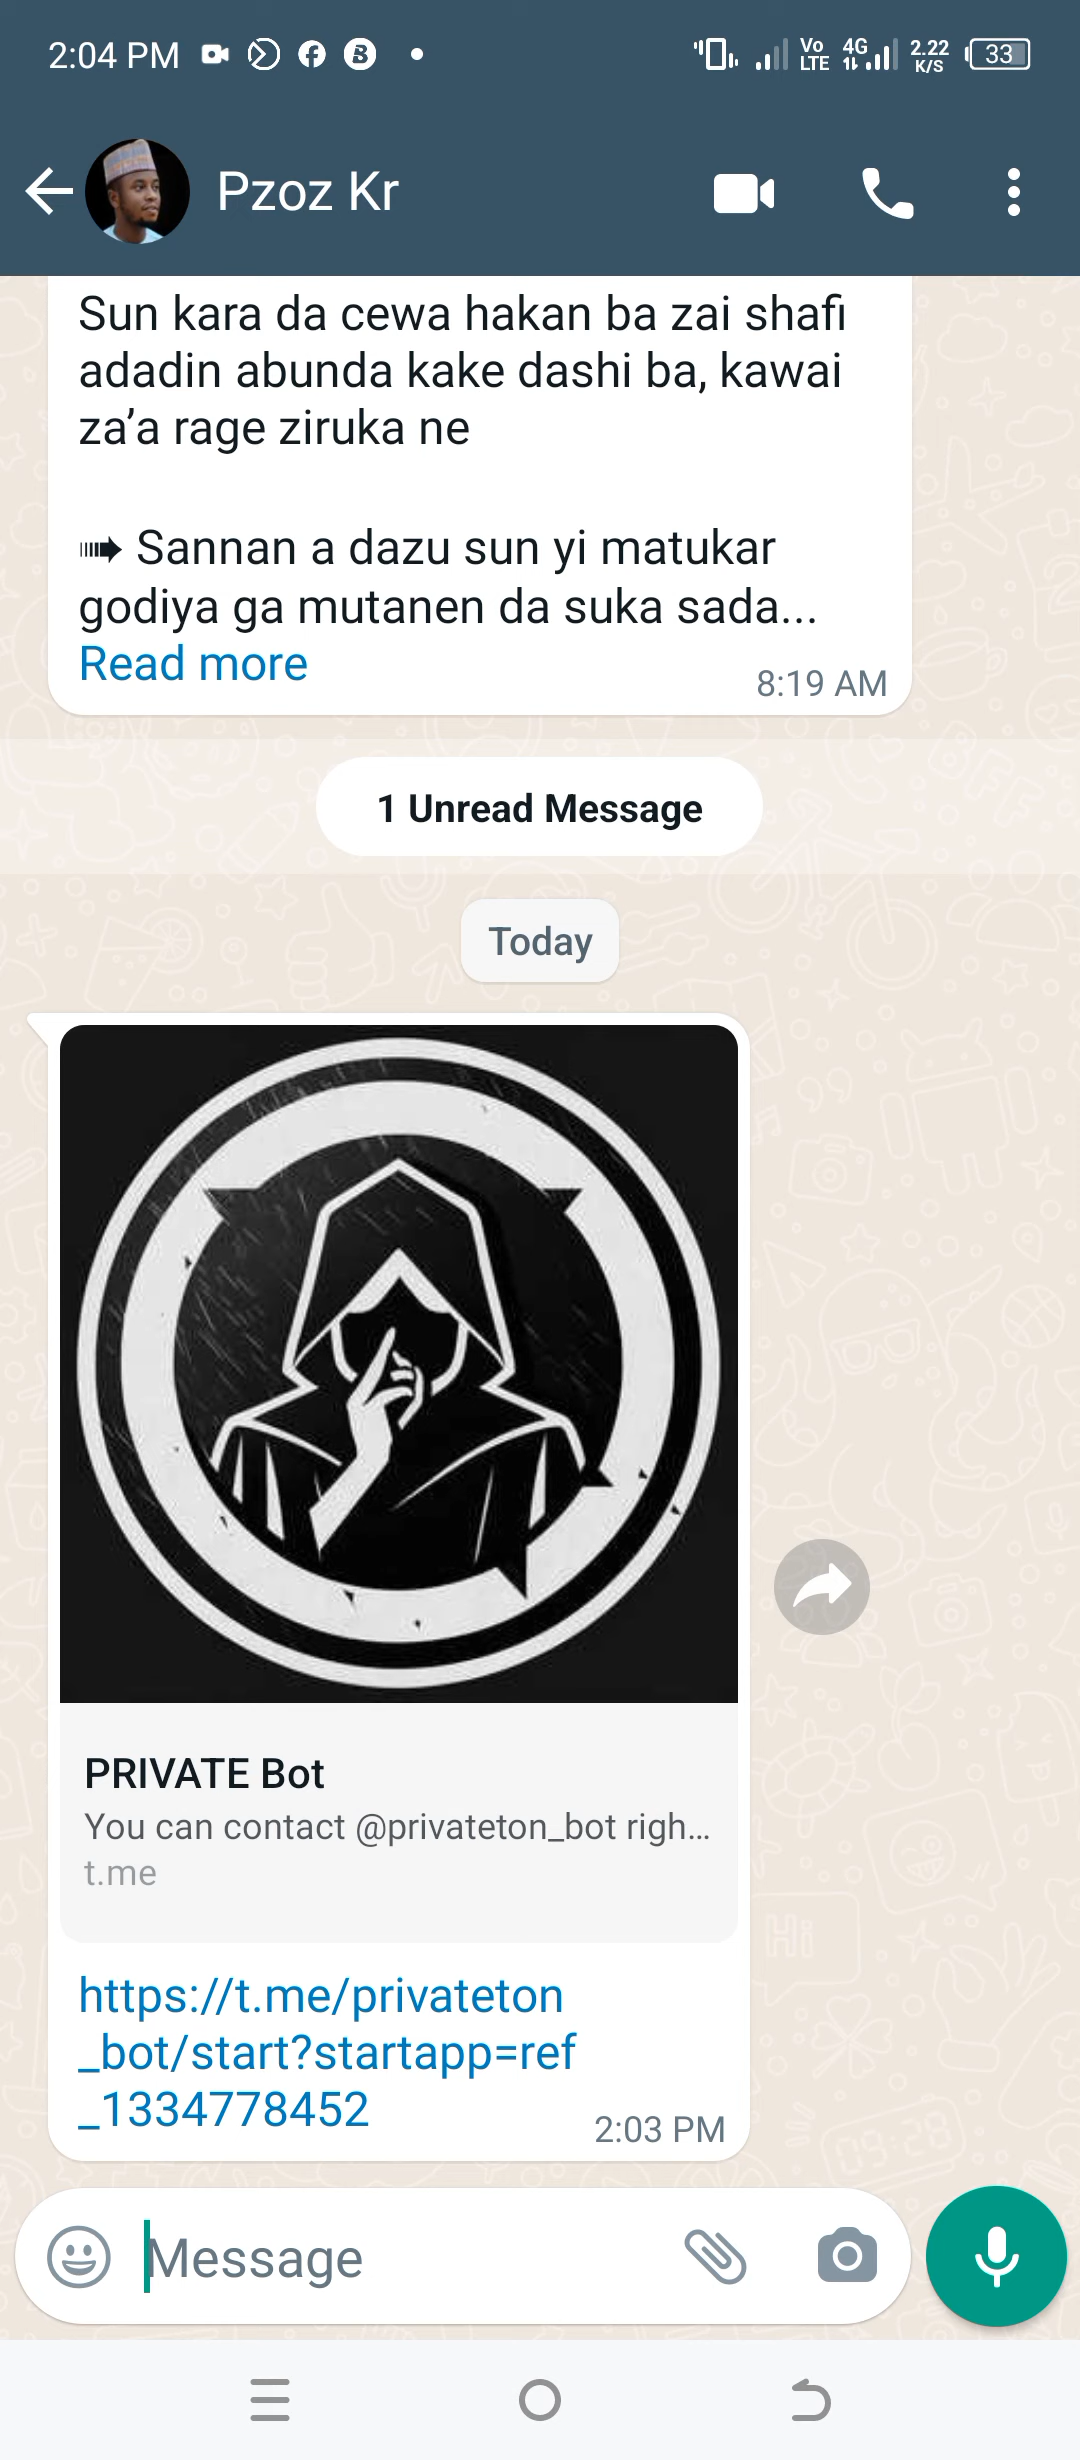 2:04 PM
Vo LTE 4G 2.22 K/S 33
Pzoz Kr
Sun kara da cewa hakan ba zai shafi
adadin abunda kake dashi ba, kawai
za’a rage ziruka ne
➠ Sannan a dazu sun yi matukar
godiya ga mutanen da suka sada...
Read more
8:19 AM
1 Unread Message
Today
PRIVATE Bot
You can contact @privateton_bot righ...
t.me
https://t.me/privateton
_bot/start?startapp=ref
_1334778452
2:03 PM
Message